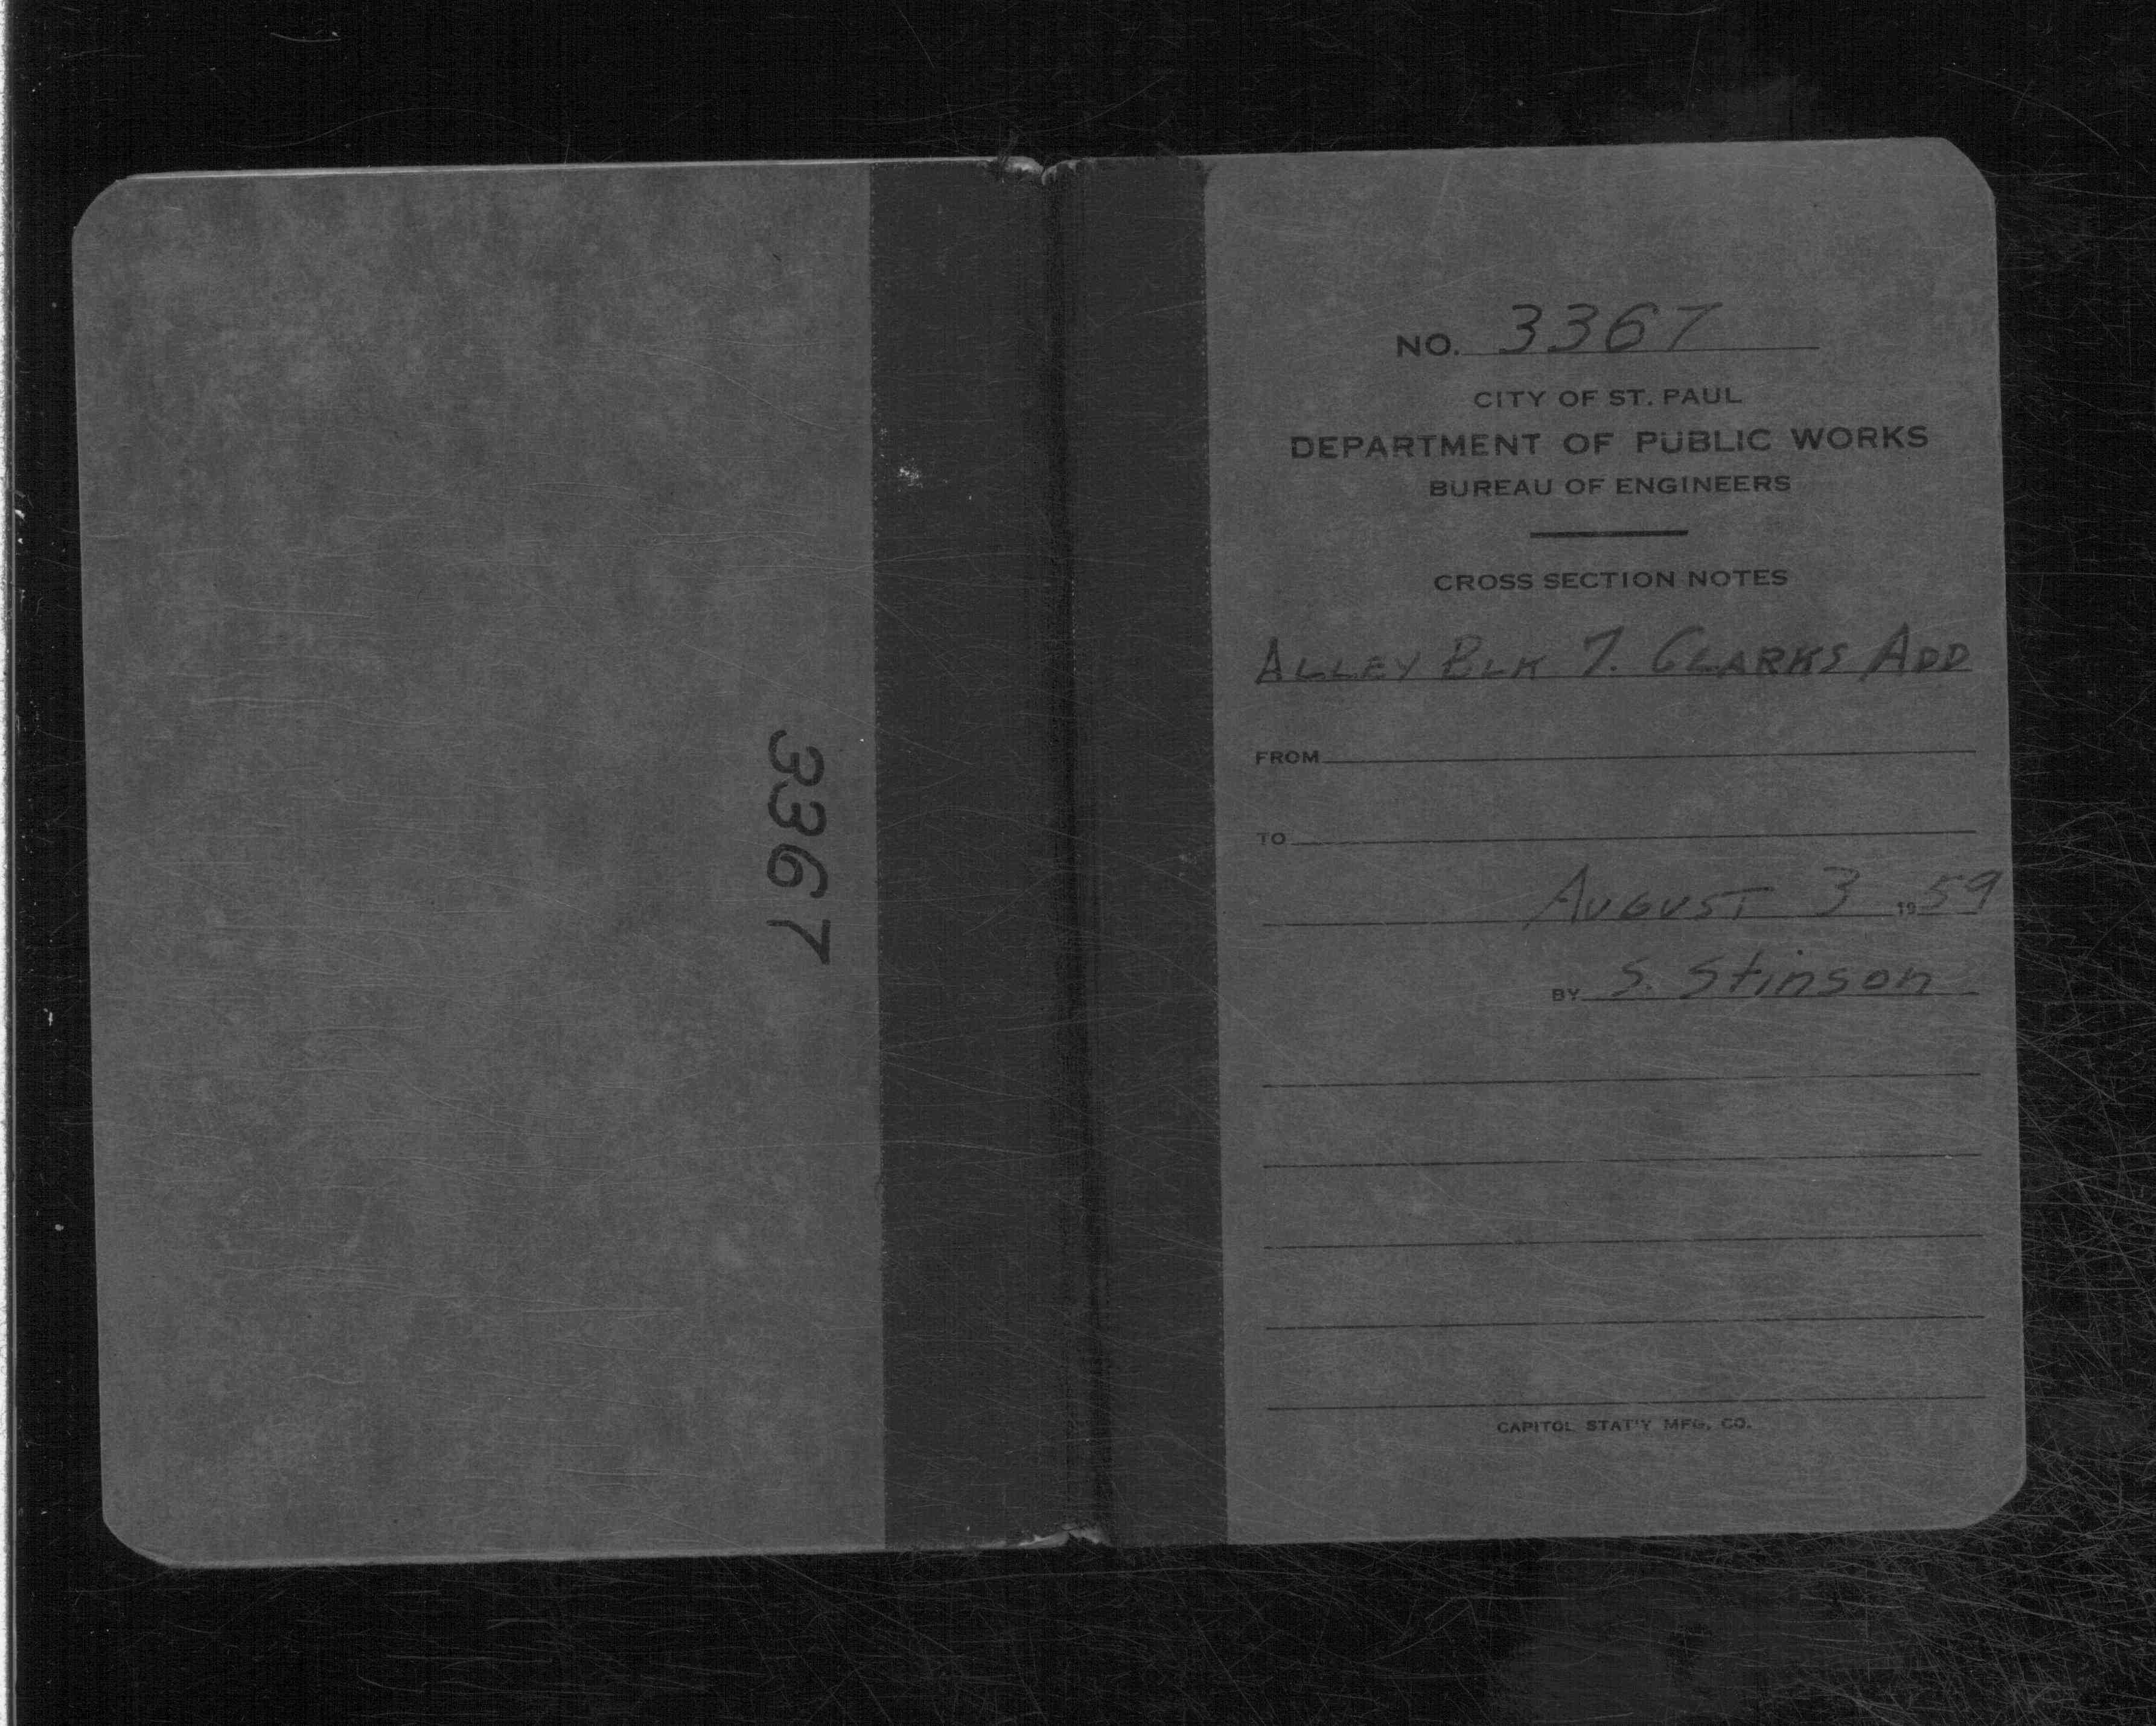 3367
NO. 3367
CITY OF ST. PAUL
DEPARTMENT OF PUBLIC WORKS
BUREAU OF ENGINEERS
CROSS SECTION NOTES
ALLEY BLK 7. CLARKS ADD
FROM
TO
AUGUST 3 1959
BY S. Stinson
CAPITOL STAT'Y MFG. CO.